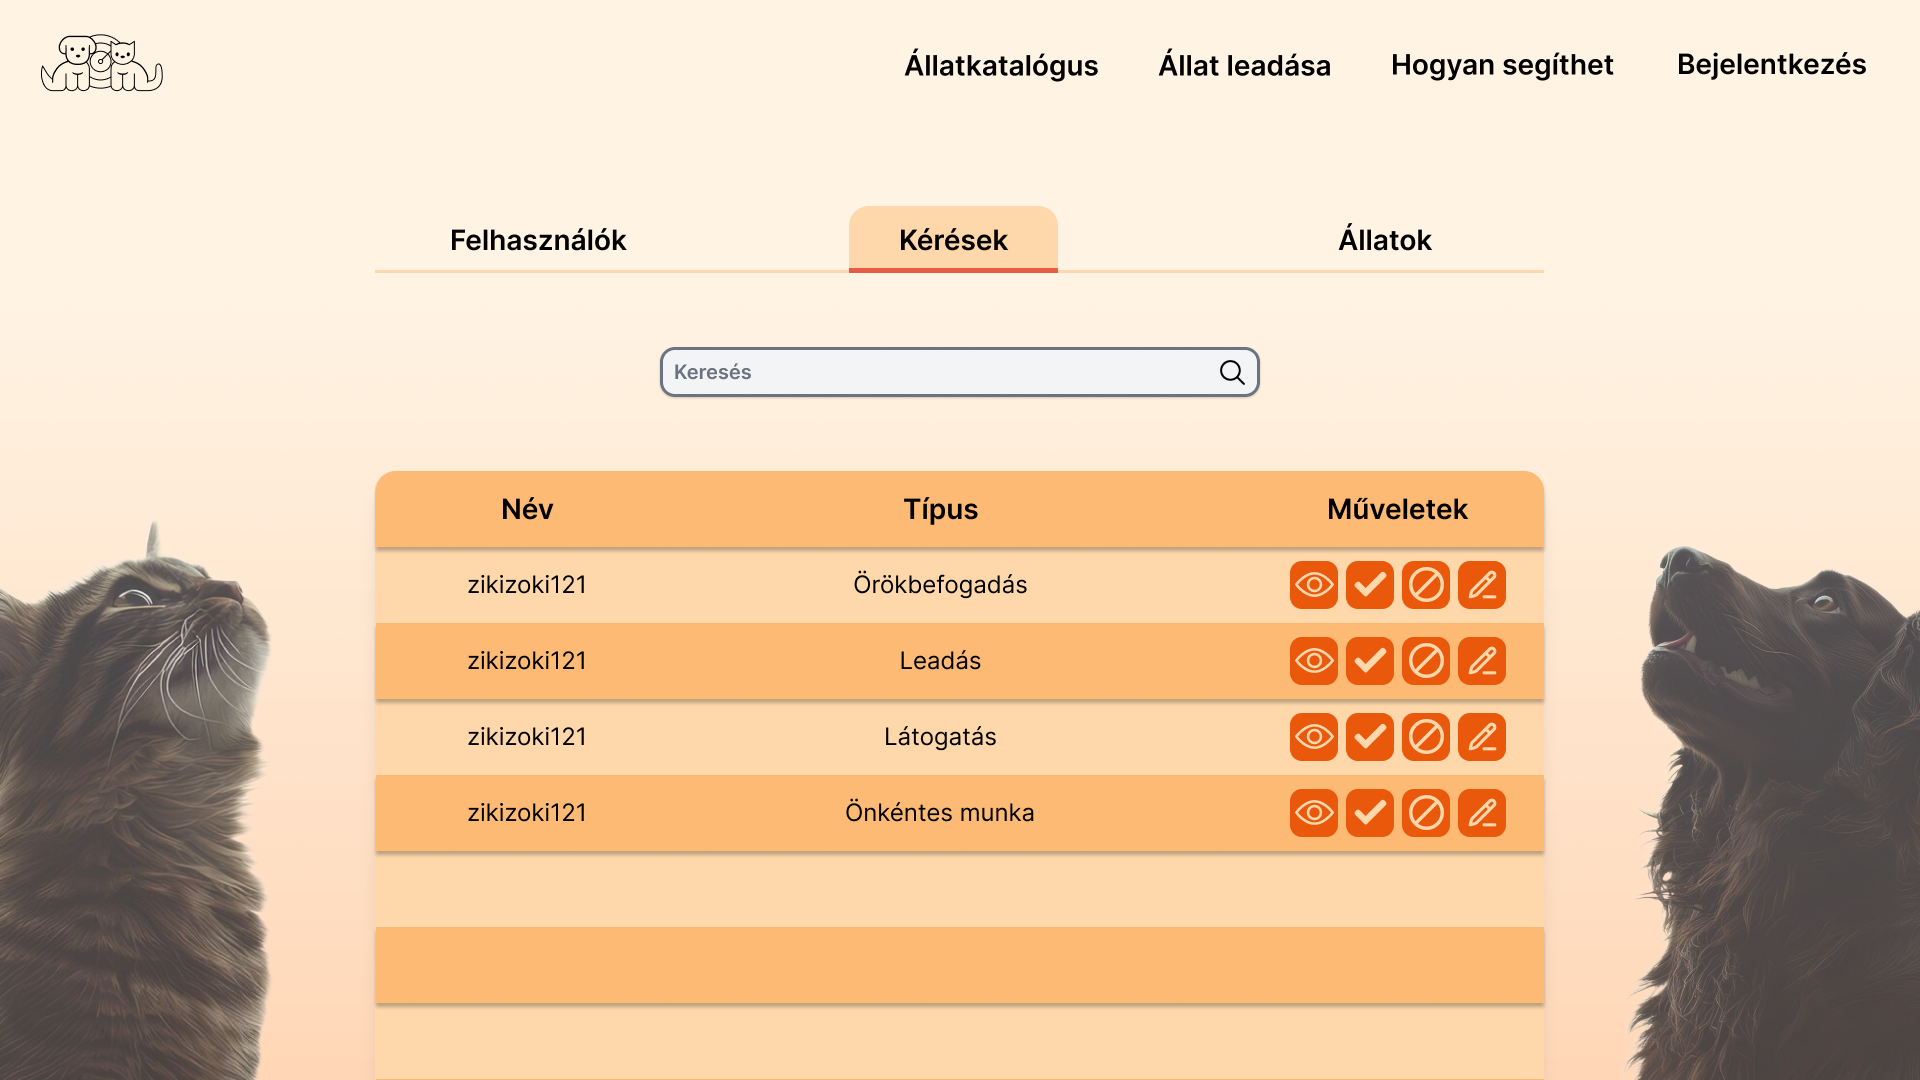 Állatkatalógus Állat leadása Hogyan segíthet Bejelentkezés
Felhasználók Kérések Állatok
Keresés
Név Típus Műveletek
zikizoki121 Örökbefogadás
zikizoki121 Leadás
zikizoki121 Látogatás
zikizoki121 Önkéntes munka